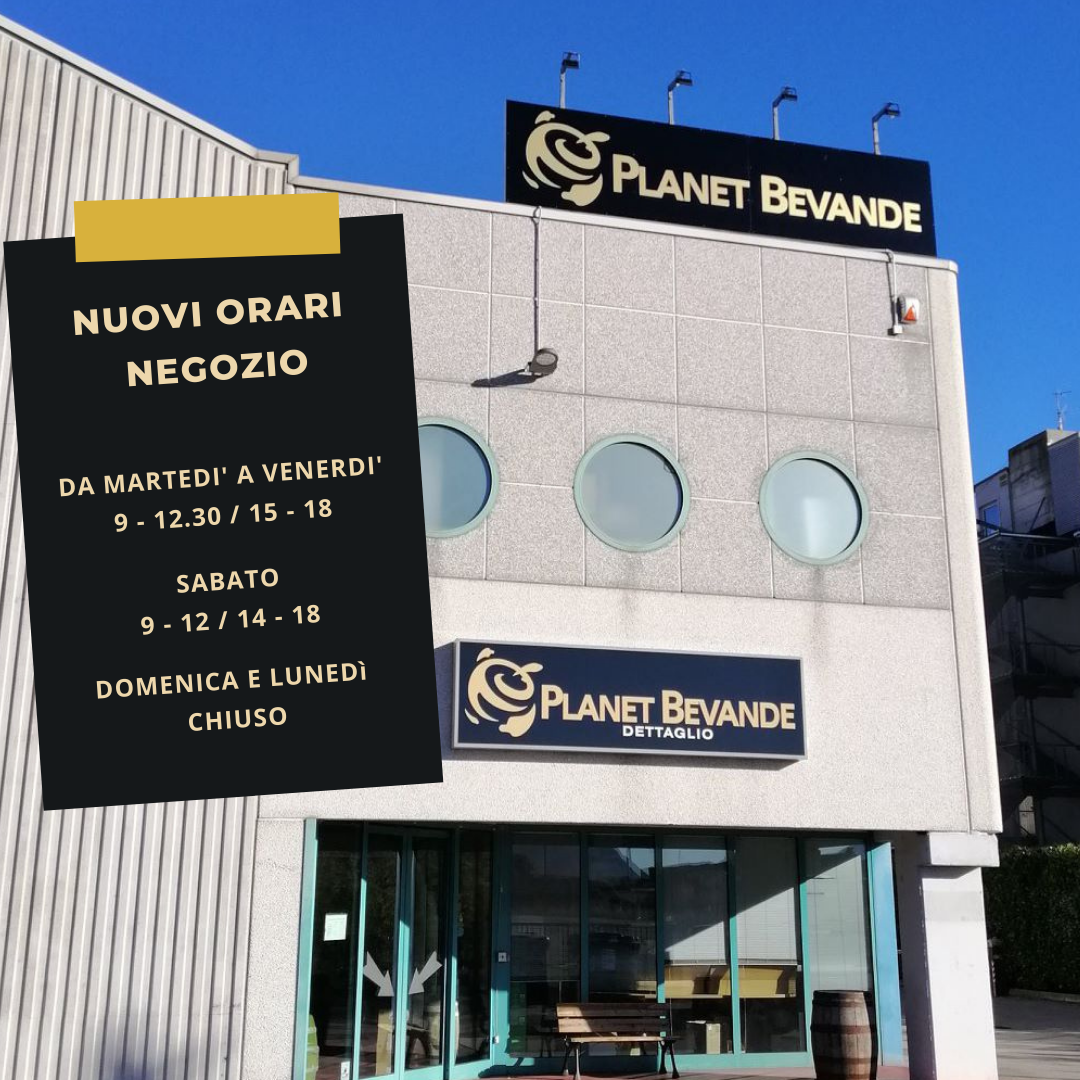 PLANET BEVANDE
NUOVI ORARI
NEGOZIO
DA MARTEDI' A VENERDI'
9 - 12.30 / 15 - 18
SABATO
9 - 12 / 14 - 18
DOMENICA E LUNEDì
CHIUSO
PLANET BEVANDE
DETTAGLIO